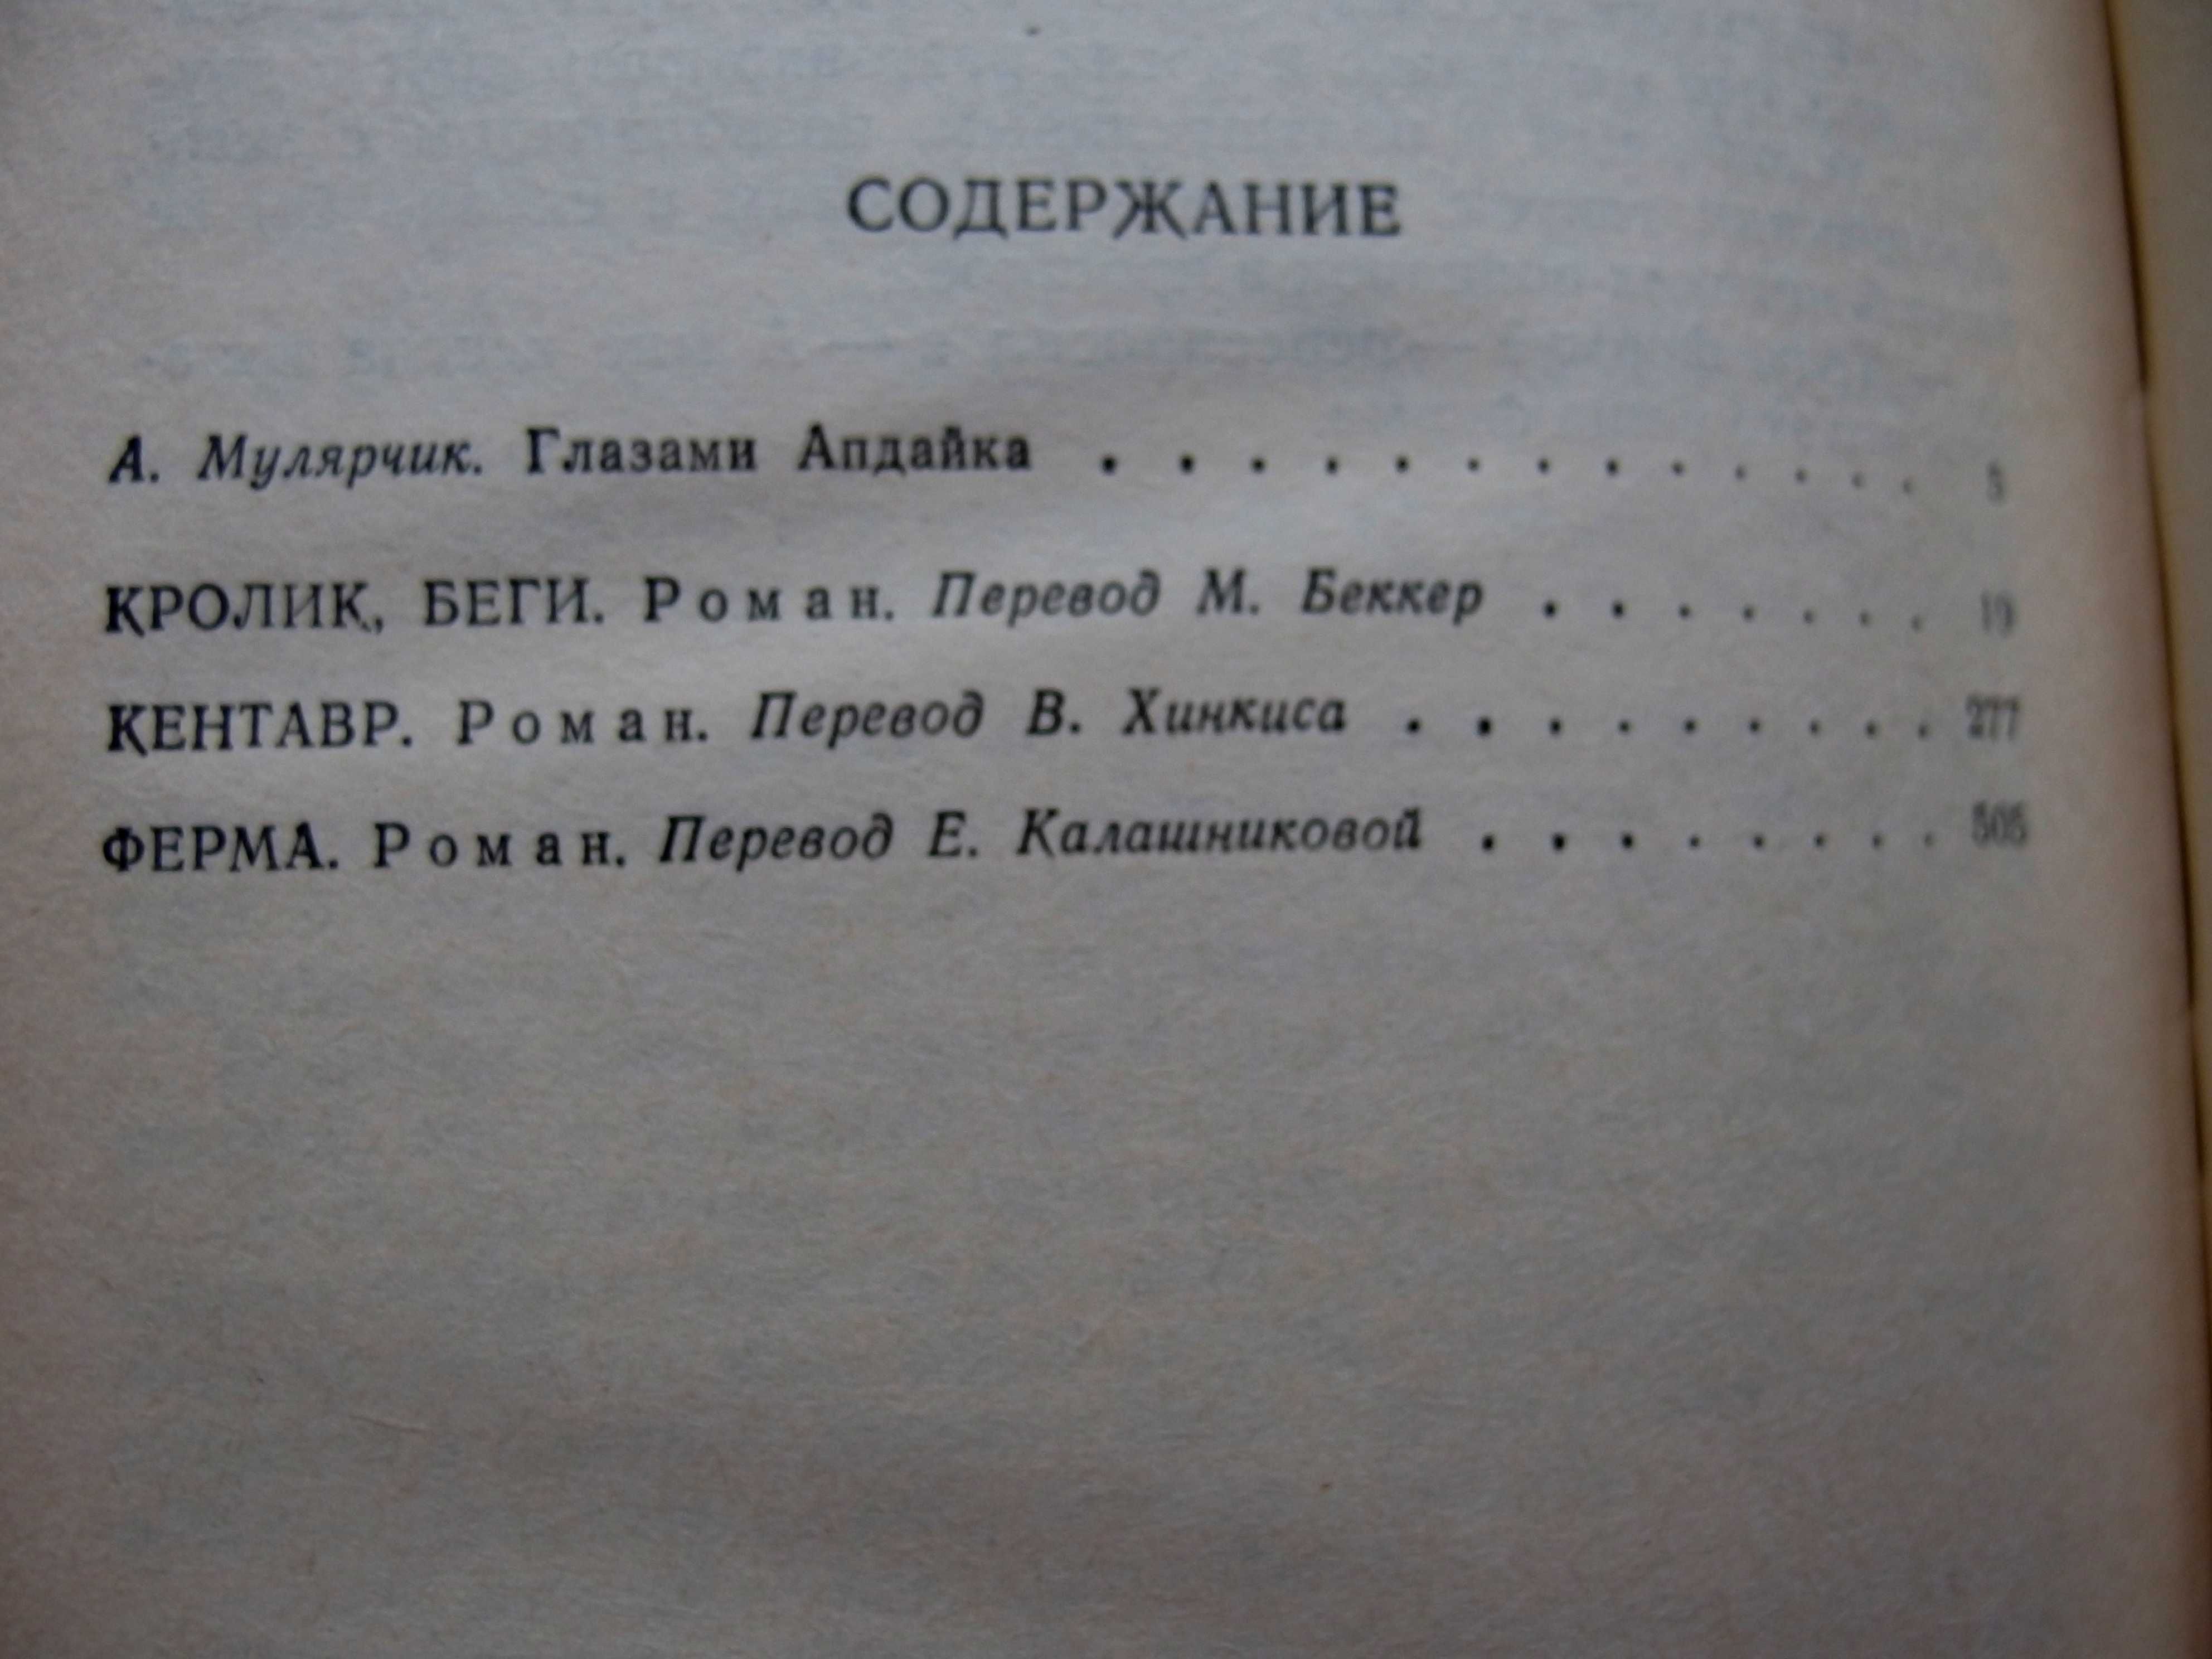 СОДЕРЖАНИЕ
А. Мулярчик. Глазами Апдайка . . . . . . . . . . . . . 5
КРОЛИК, БЕГИ. Роман. Перевод М. Беккер . . . . . . . 19
КЕНТАВР. Роман. Перевод В. Хинкиса . . . . . . . . . 277
ФЕРМА. Роман. Перевод Е. Калашниковой . . . . . . . .